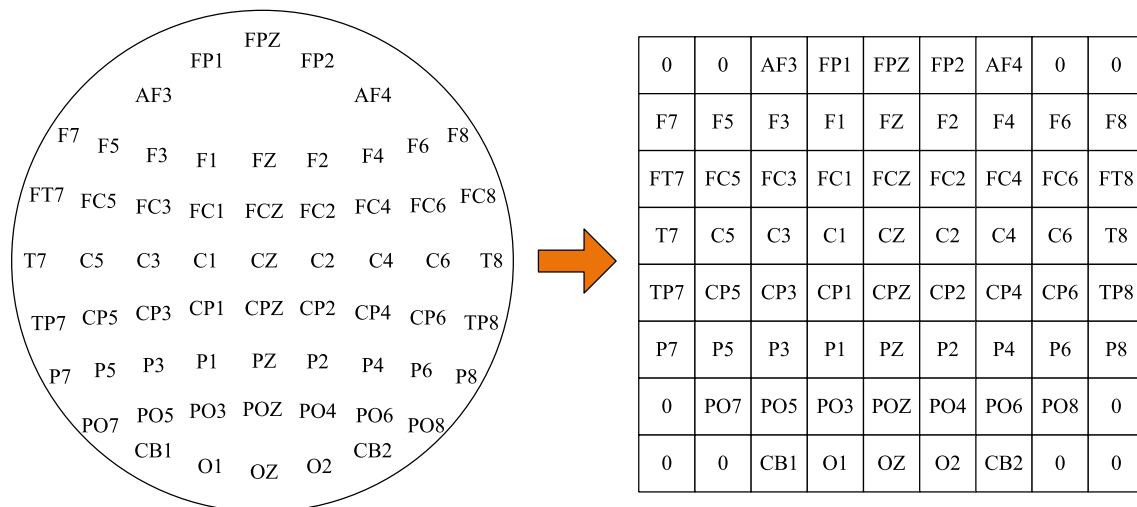 FPZ
FP1 FP2
AF3 AF4
F7 F5 F3 F1 FZ F2 F4 F6 F8
FT7 FC5 FC3 FC1 FCZ FC2 FC4 FC6 FC8
T7 C5 C3 C1 CZ C2 C4 C6 T8
TP7 CP5 CP3 CP1 CPZ CP2 CP4 CP6 TP8
P7 P5 P3 P1 PZ P2 P4 P6 P8
PO7 PO5 PO3 POZ PO4 PO6 PO8
CB1 O1 OZ O2 CB2
0 0 AF3 FP1 FPZ FP2 AF4 0 0
F7 F5 F3 F1 FZ F2 F4 F6 F8
FT7 FC5 FC3 FC1 FCZ FC2 FC4 FC6 FT8
T7 C5 C3 C1 CZ C2 C4 C6 T8
TP7 CP5 CP3 CP1 CPZ CP2 CP4 CP6 TP8
P7 P5 P3 P1 PZ P2 P4 P6 P8
0 PO7 PO5 PO3 POZ PO4 PO6 PO8 0
0 0 CB1 O1 OZ O2 CB2 0 0